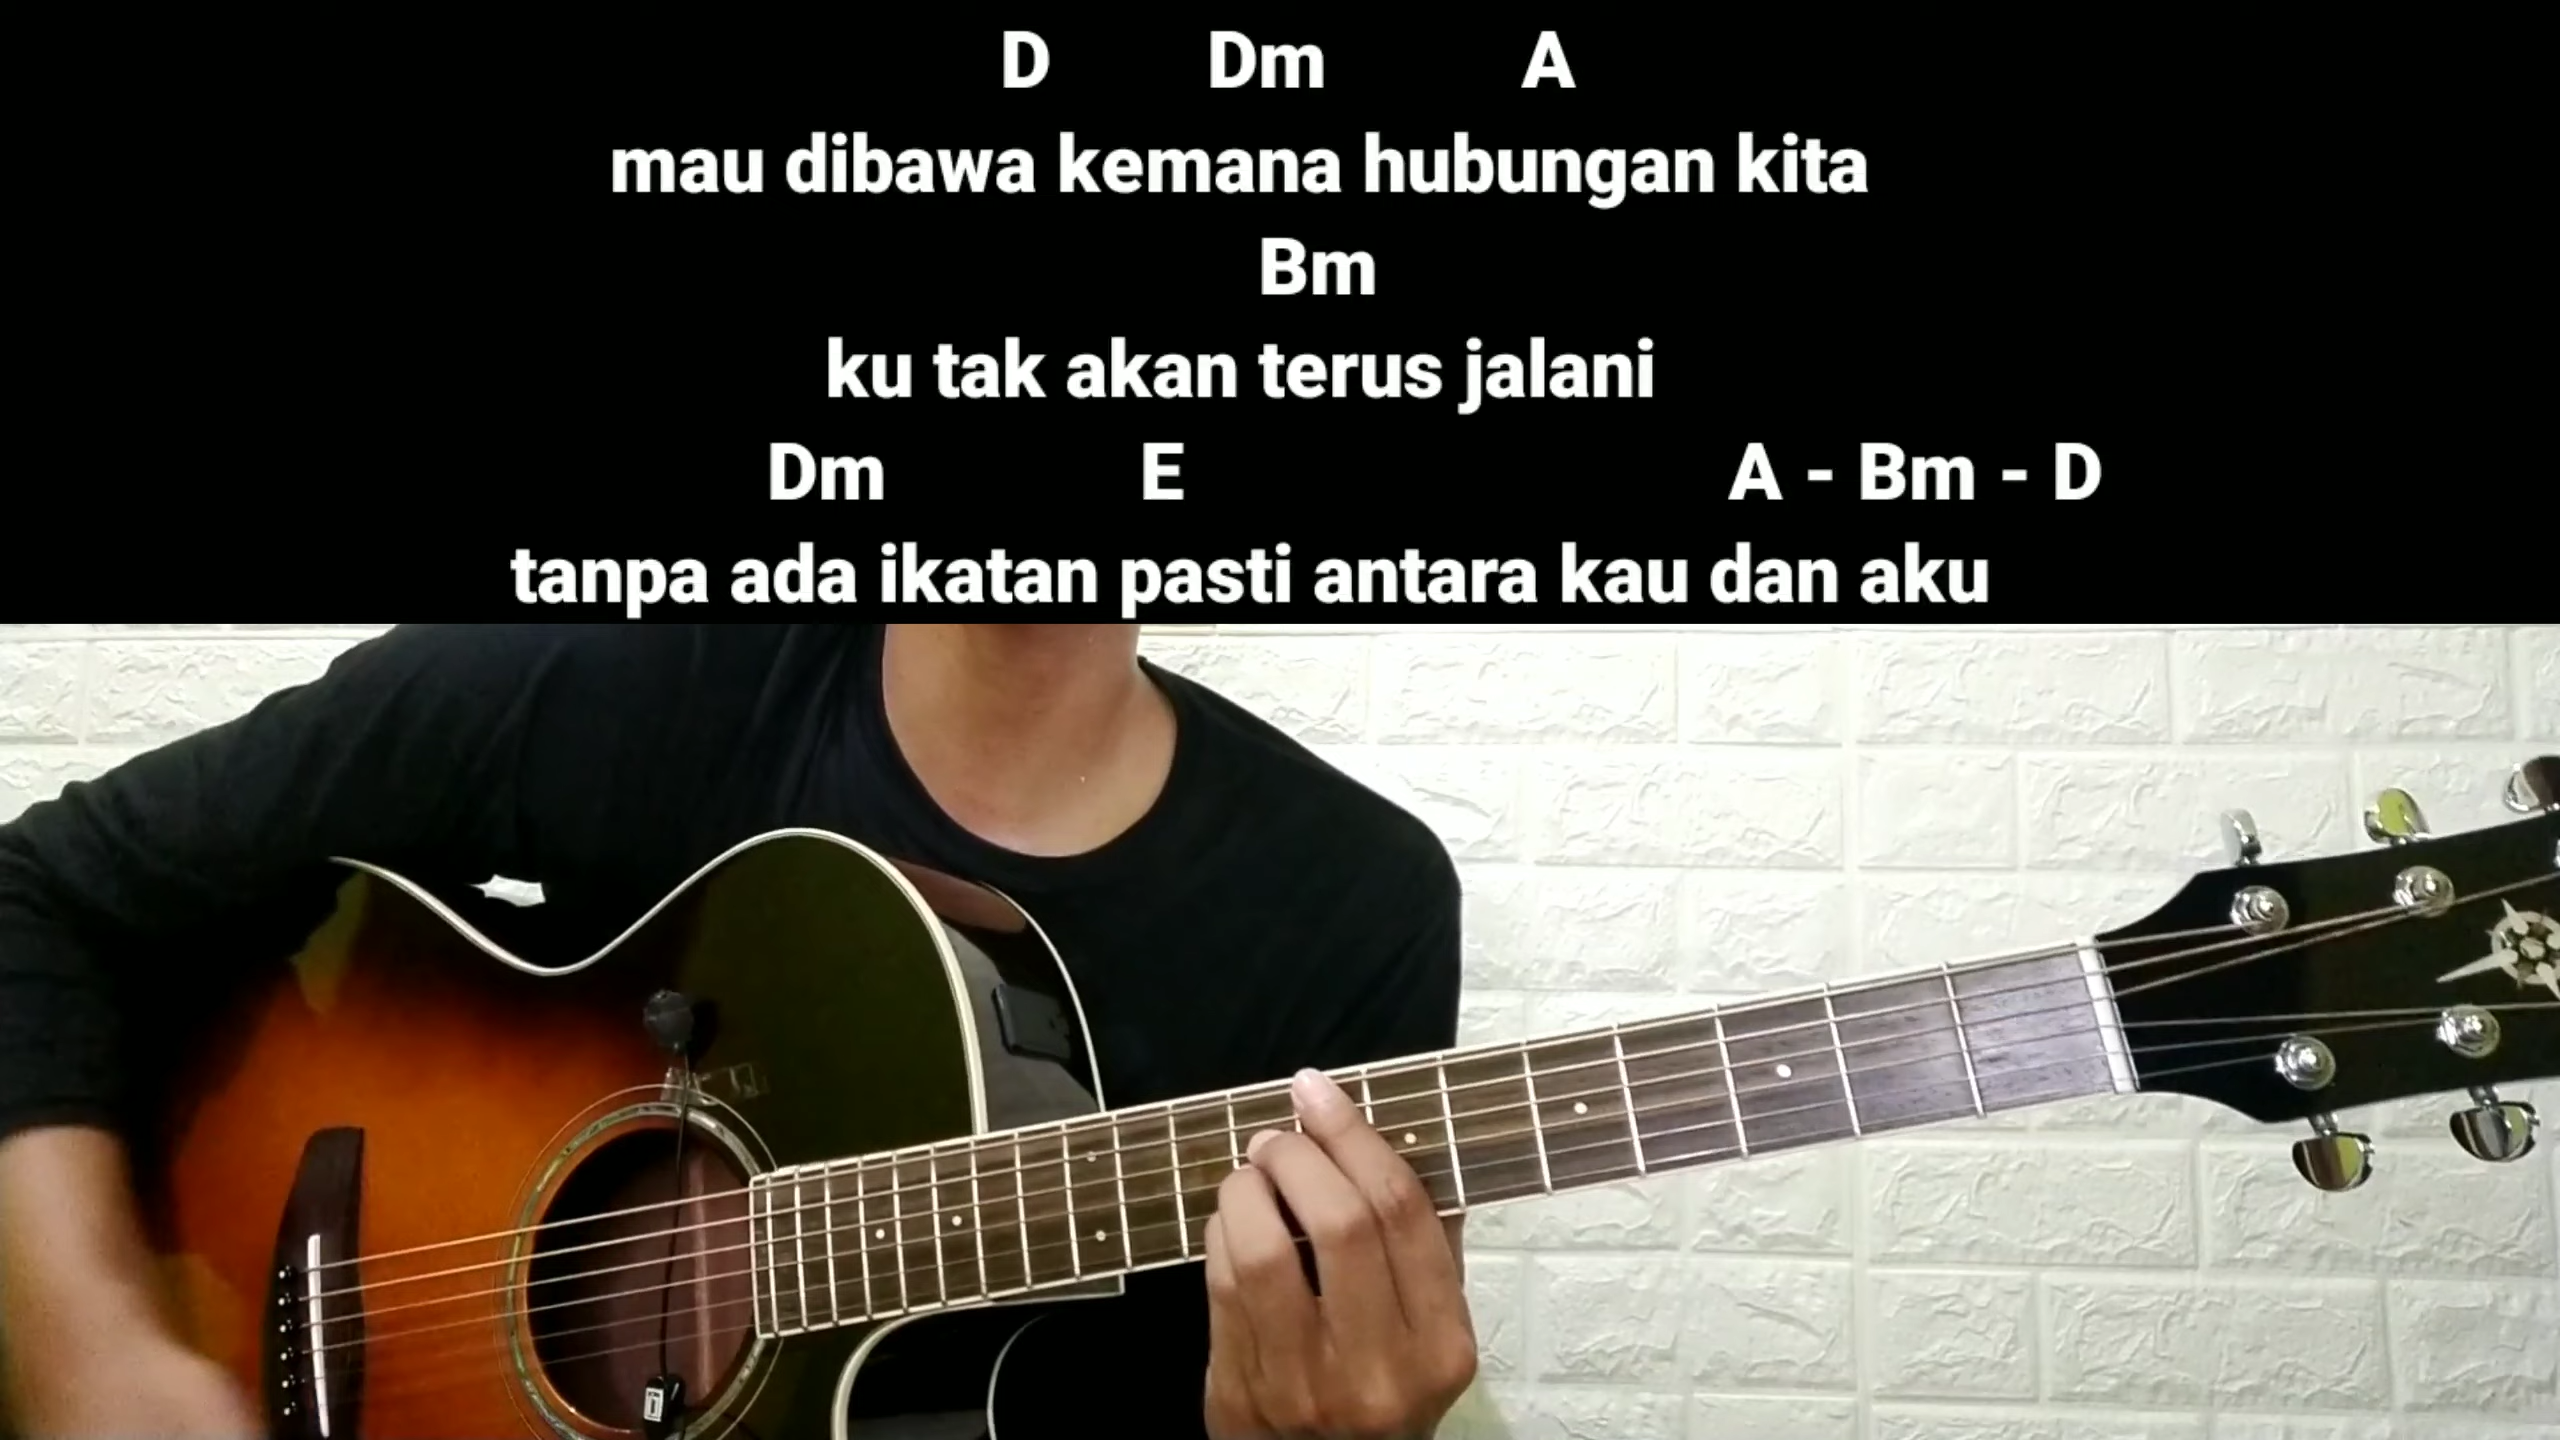 D Dm A
mau dibawa kemana hubungan kita
Bm
ku tak akan terus jalani
Dm E A - Bm - D
tanpa ada ikatan pasti antara kau dan aku